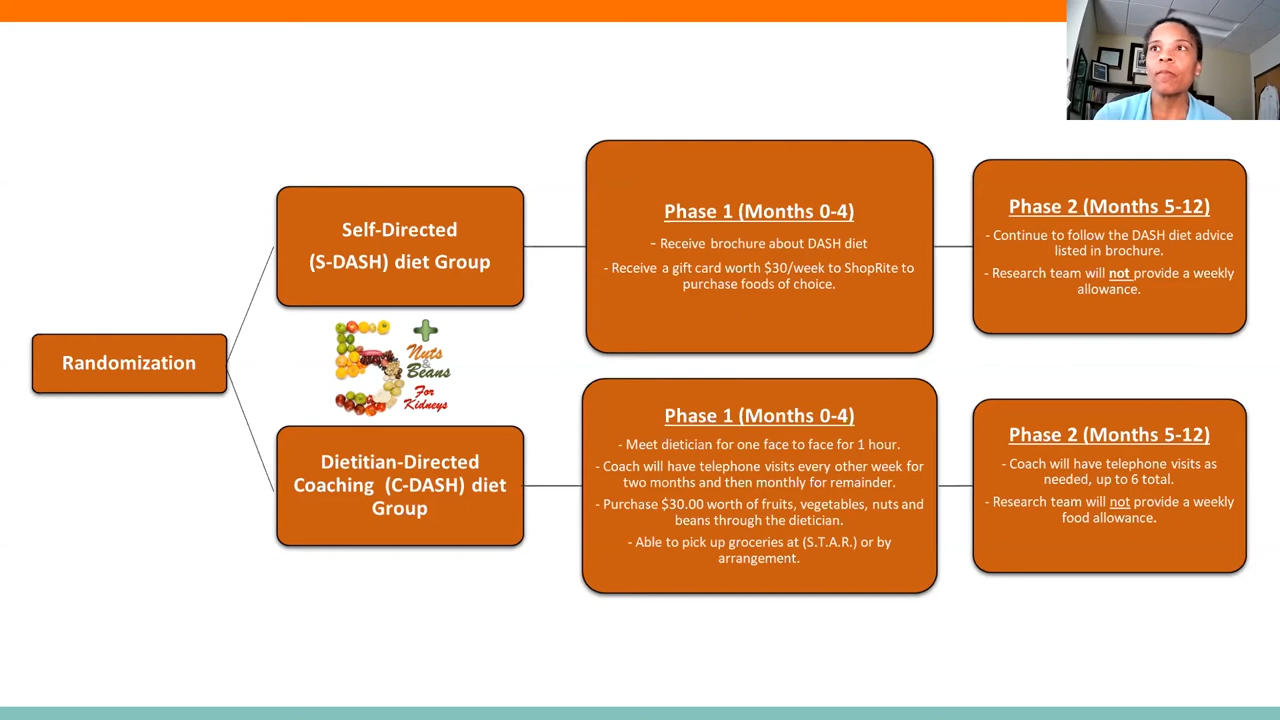 Randomization
Self-Directed
(S-DASH) diet Group
Phase 1 (Months 0-4)
- Receive brochure about DASH diet
- Receive a gift card worth $30/week to ShopRite to
purchase foods of choice.
Phase 2 (Months 5-12)
- Continue to follow the DASH diet advice
listed in brochure.
- Research team will not provide a weekly
allowance.
5+
Nuts
&
Beans
For
Kidneys
Dietitian-Directed
Coaching (C-DASH) diet
Group
Phase 1 (Months 0-4)
- Meet dietician for one face to face for 1 hour.
- Coach will have telephone visits every other week for
two months and then monthly for remainder.
- Purchase $30.00 worth of fruits, vegetables, nuts and
beans through the dietician.
- Able to pick up groceries at (S.T.A.R.) or by
arrangement.
Phase 2 (Months 5-12)
- Coach will have telephone visits as
needed, up to 6 total.
- Research team will not provide a weekly
food allowance.